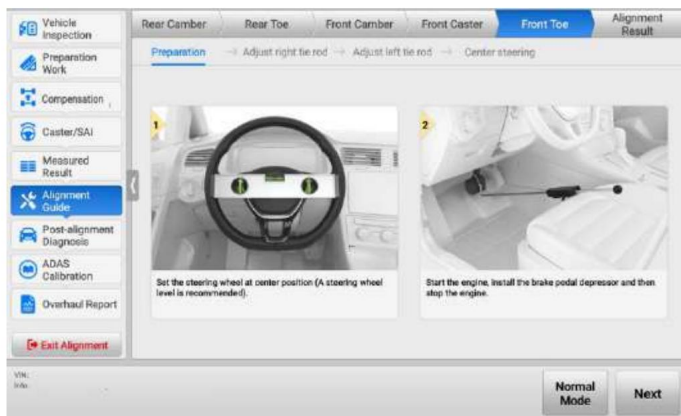 Vehicle
Inspection
Preparation
Work
Compensation
Caster/SAI
Measured
Result
Alignment
Guide
Post-alignment
Diagnosis
ADAS
Calibration
Overhaul Report
Exit Alignment
Rear Camber
Rear Toe
Front Camber
Front Caster
Front Toe
Alignment
Result
Preparation → Adjust right tie rod → Adjust left tie rod → Center steering
1
Set the steering wheel at center position (A steering wheel
level is recommended).
2
Start the engine, install the brake pedal depressor and then
stop the engine.
VIN:
Info:
Normal
Mode
Next